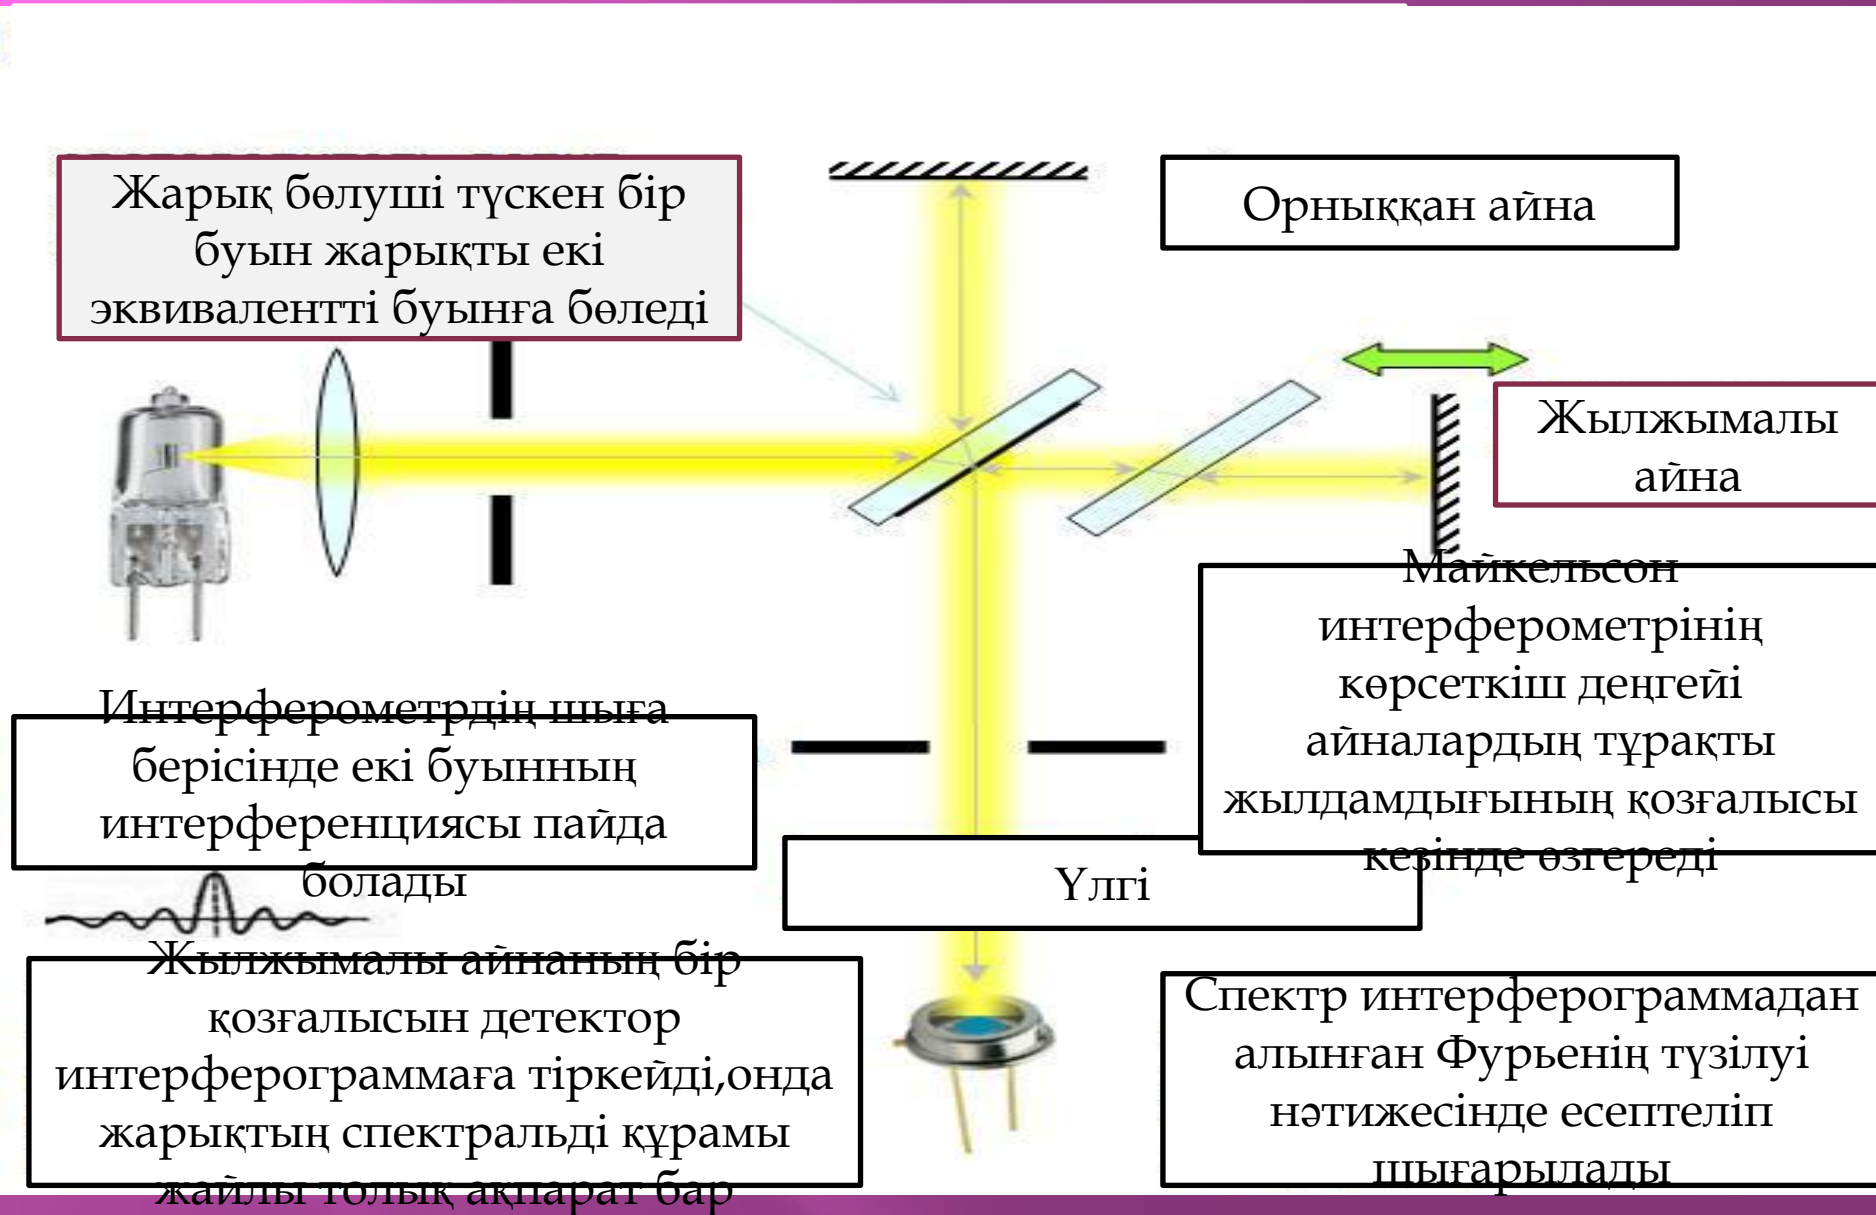 Жарық бөлуші түскен бір
буын жарықты екі
эквивалентті буынға бөледі
Орныққан айна
Жылжымалы
айна
Майкельсон
интерферометрінің
көрсеткіш деңгейі
айналардың тұрақты
жылдамдығының қозғалысы
кезінде өзгереді
Интерферометрдің шыға
берісінде екі буынның
интерференциясы пайда
болады
Үлгі
Жылжымалы айнаның бір
қозғалысын детектор
интерферограммаға тіркейді,онда
жарықтың спектральді құрамы
жайлы толық ақпарат бар
Спектр интерферограммадан
алынған Фурьенің түзілуі
нәтижесінде есептеліп
шығарылады